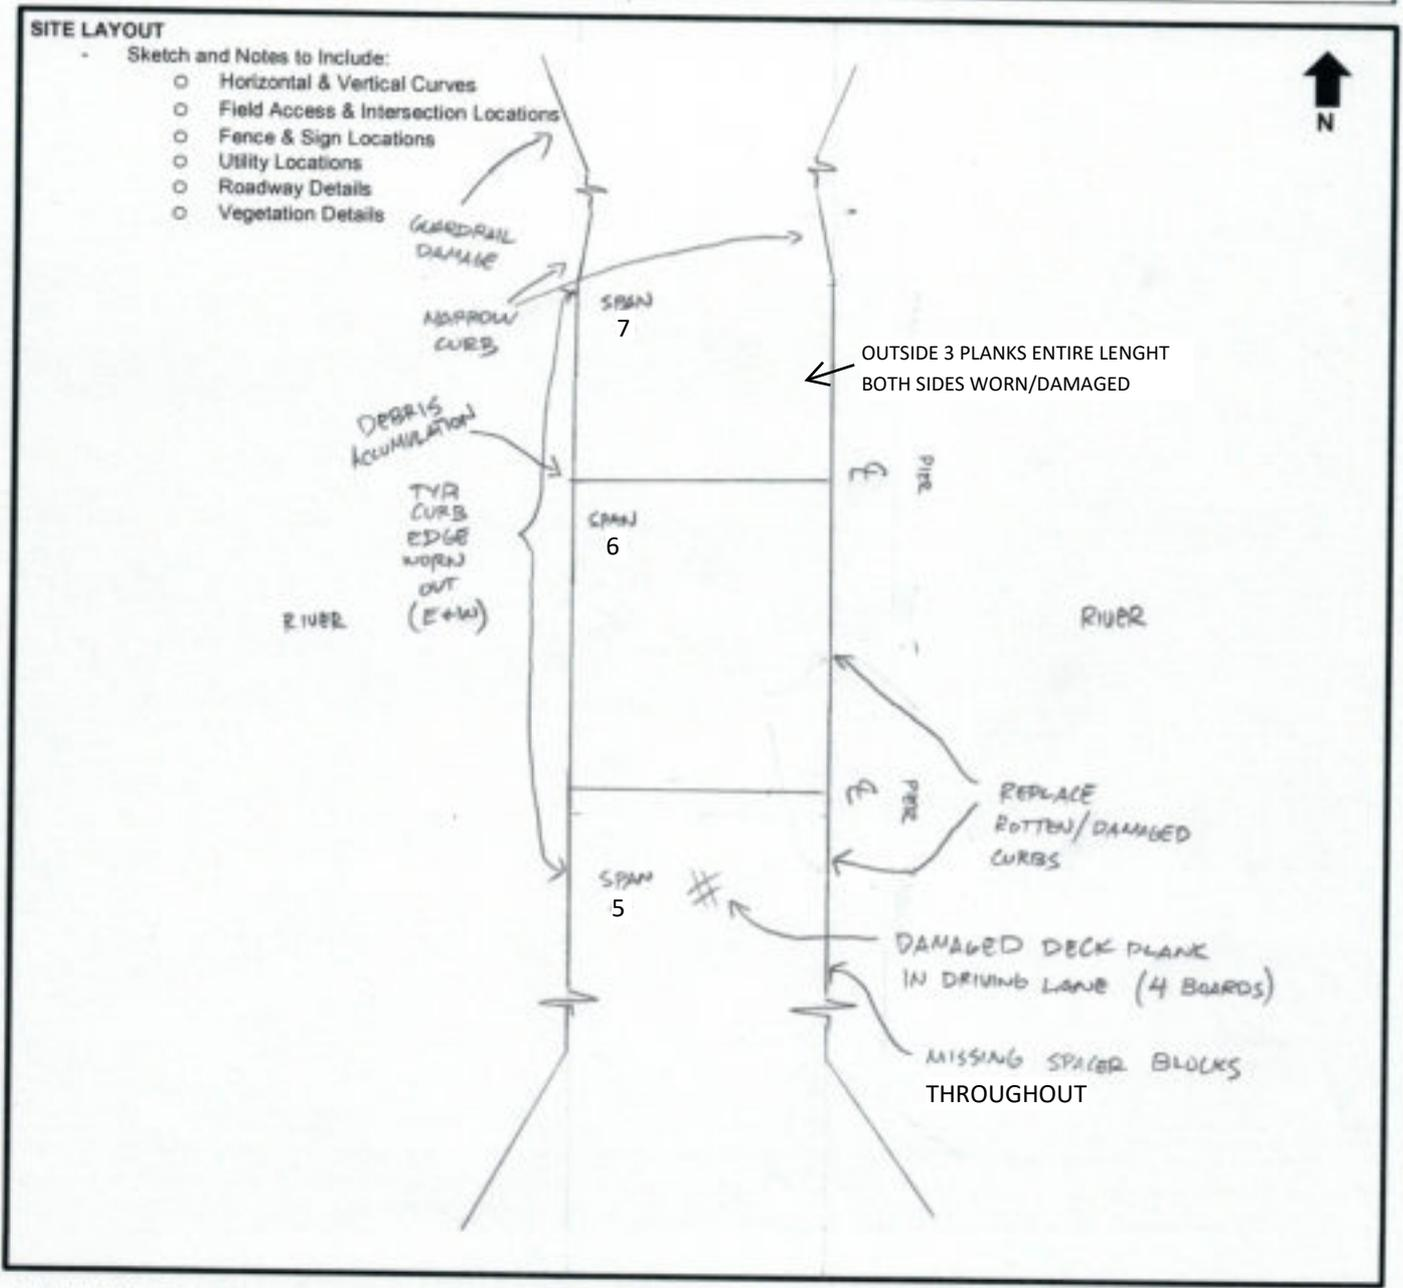 SITE LAYOUT
- Sketch and Notes to Include:
○ Horizontal & Vertical Curves
○ Field Access & Intersection Locations
○ Fence & Sign Locations
○ Utility Locations
○ Roadway Details
○ Vegetation Details
N
GUARDRAIL
DAMAGE
NARROW
CURB
SPAN
7
OUTSIDE 3 PLANKS ENTIRE LENGHT
BOTH SIDES WORN/DAMAGED
DEBRIS
ACCUMULATION
PIER
TYP.
CURB
EDGE
WORN
OUT
(E+W)
SPAN
6
RIVER
RIVER
PIER
REPLACE
ROTTEN/DAMAGED
CURBS
SPAN
5
DAMAGED DECK PLANK
IN DRIVING LANE (4 BOARDS)
MISSING SPACER BLOCKS
THROUGHOUT